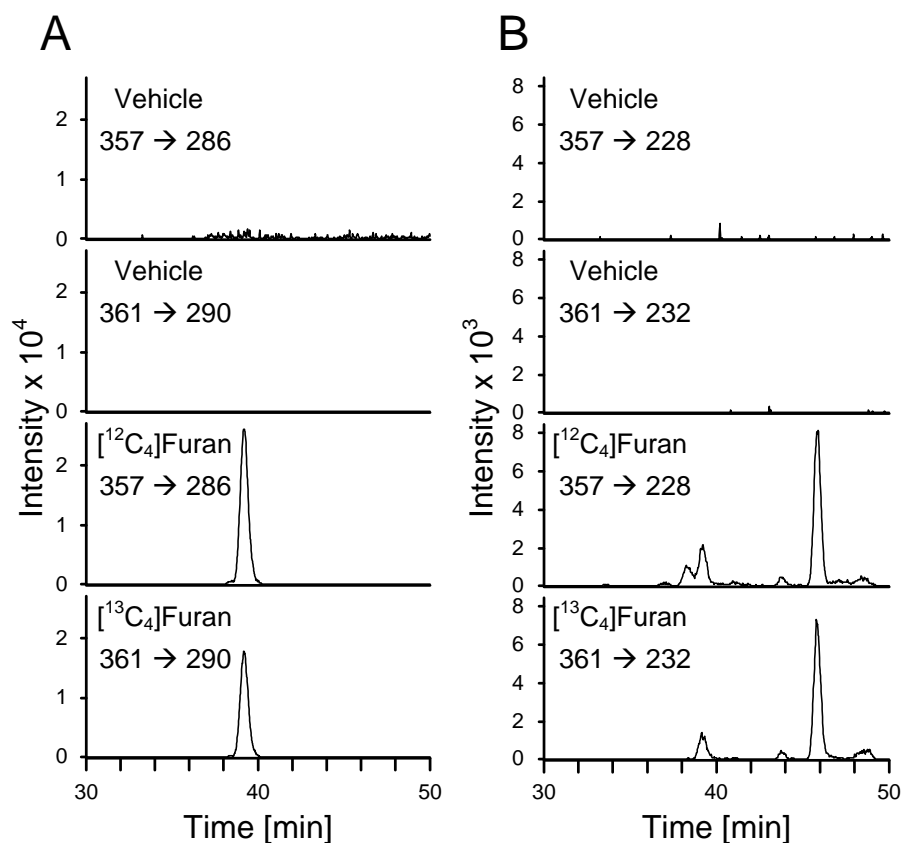 A
Intensity x 10⁴
Vehicle
357 → 286
2
1
0
Vehicle
361 → 290
2
1
0
[¹²C₄]Furan
357 → 286
2
1
0
[¹³C₄]Furan
361 → 290
2
1
0
30 40 50
Time [min]
B
Intensity x 10³
Vehicle
357 → 228
8
6
4
2
0
Vehicle
361 → 232
8
6
4
2
0
[¹²C₄]Furan
357 → 228
8
6
4
2
0
[¹³C₄]Furan
361 → 232
8
6
4
2
0
30 40 50
Time [min]